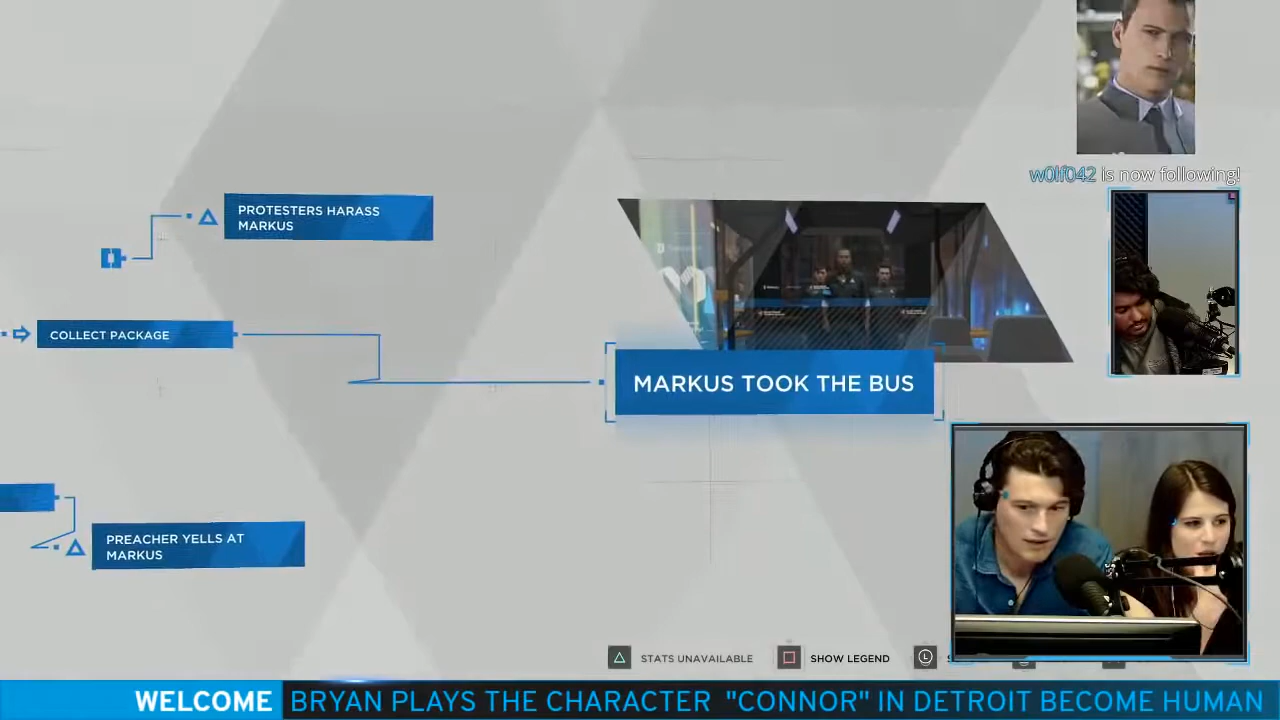 w0lf042 is now following!
PROTESTERS HARASS
MARKUS
COLLECT PACKAGE
MARKUS TOOK THE BUS
PREACHER YELLS AT
MARKUS
STATS UNAVAILABLE
SHOW LEGEND
WELCOME
BRYAN PLAYS THE CHARACTER "CONNOR" IN DETROIT BECOME HUMAN